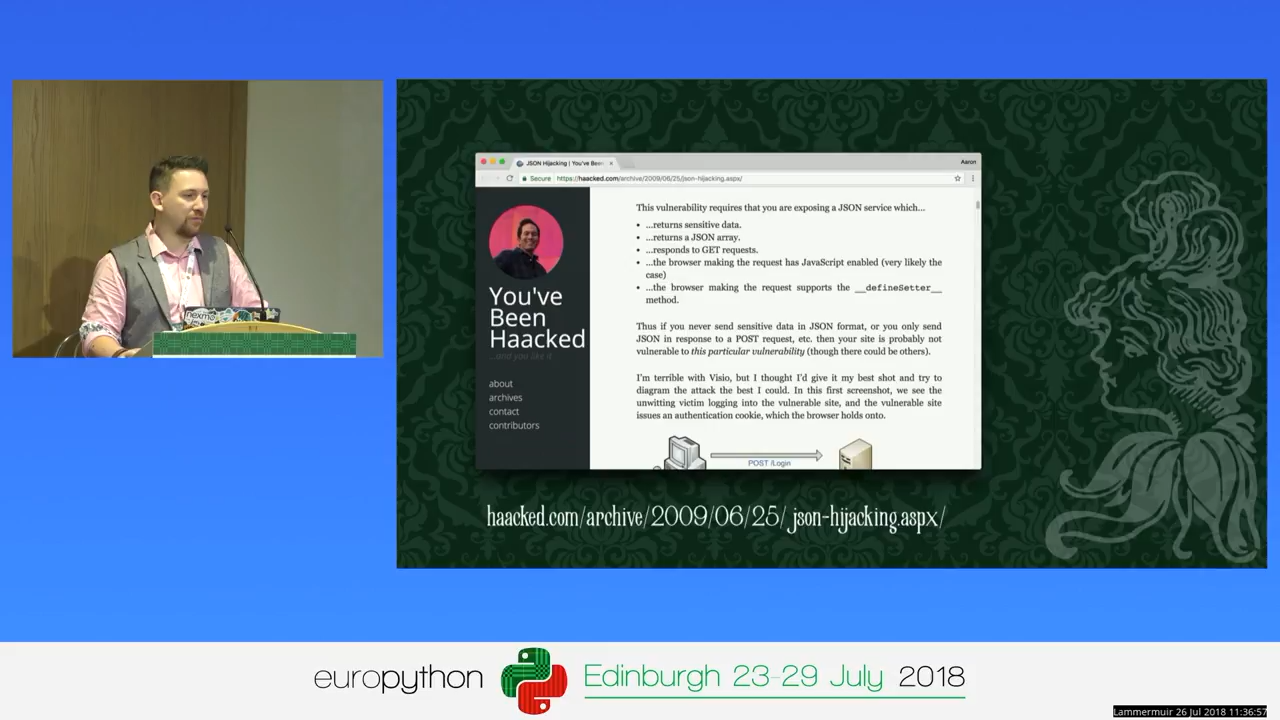 JSON Hijacking | You've Been
Aaron
Secure
https://haacked.com/archive/2009/06/25/json-hijacking.aspx/
You've
Been
Haacked
...and you like it
about
archives
contact
contributors
This vulnerability requires that you are exposing a JSON service which...
• ...returns sensitive data.
• ...returns a JSON array.
• ...responds to GET requests.
• ...the browser making the request has JavaScript enabled (very likely the
case)
• ...the browser making the request supports the __defineSetter__
method.
Thus if you never send sensitive data in JSON format, or you only send
JSON in response to a POST request, etc. then your site is probably not
vulnerable to this particular vulnerability (though there could be others).
I'm terrible with Visio, but I thought I'd give it my best shot and try to
diagram the attack the best I could. In this first screenshot, we see the
unwitting victim logging into the vulnerable site, and the vulnerable site
issues an authentication cookie, which the browser holds onto.
POST /Login
haacked.com/archive/2009/06/25/json-hijacking.aspx/
nexmo
europython
Edinburgh 23-29 July 2018
Lammermuir 26 Jul 2018 11:36:57